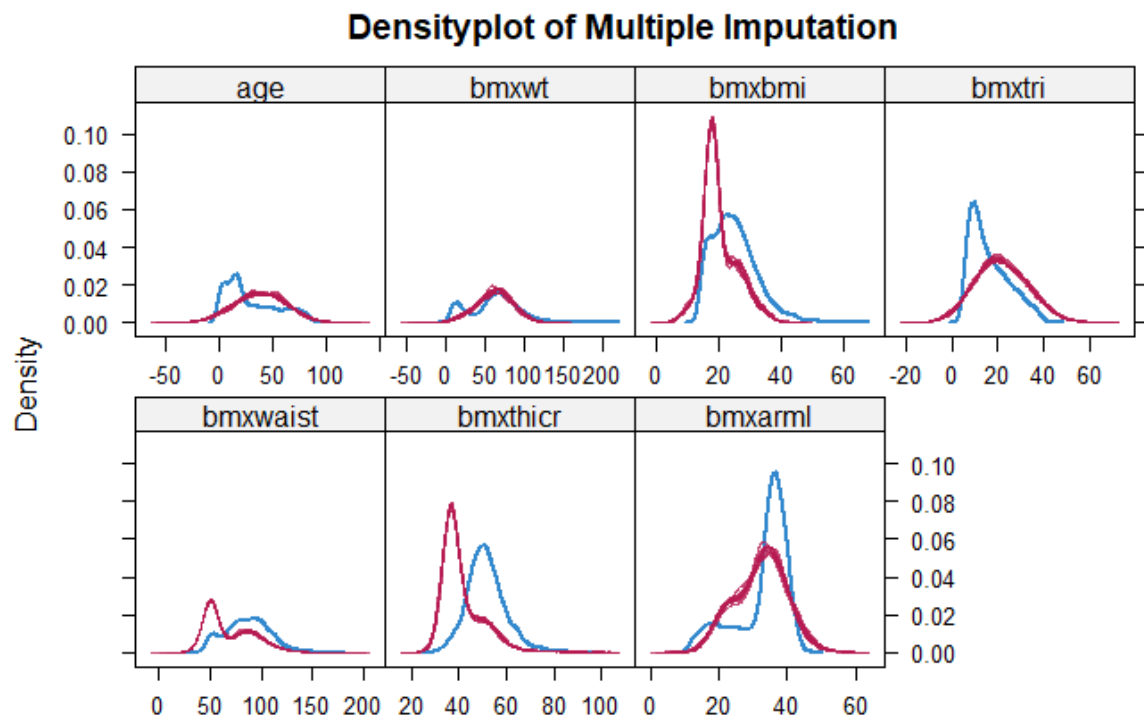 Densityplot of Multiple Imputation
age bmxwt bmxbmi bmxtri
0.10
0.08
0.06
0.04
0.02
0.00
-50 0 50 100 -50 0 50 100 200 0 20 40 60 -20 0 20 40 60
Density
bmxwaist bmxthicr bmxarml
0.10
0.08
0.06
0.04
0.02
0.00
0 50 100 150 200 20 40 60 80 100 0 20 40 60